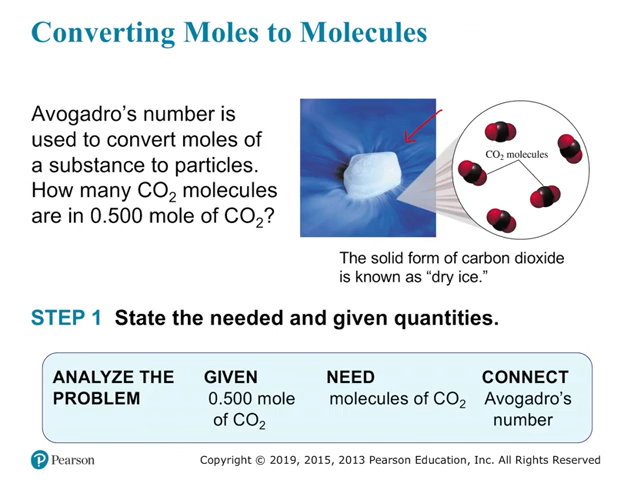 Converting Moles to Molecules
Avogadro’s number is
used to convert moles of
a substance to particles.
How many CO₂ molecules
are in 0.500 mole of CO₂?
CO₂ molecules
The solid form of carbon dioxide
is known as “dry ice.”
STEP 1 State the needed and given quantities.
ANALYZE THE PROBLEM
GIVEN
0.500 mole
of CO₂
NEED
molecules of CO₂
CONNECT
Avogadro’s
number
Pearson
Copyright © 2019, 2015, 2013 Pearson Education, Inc. All Rights Reserved